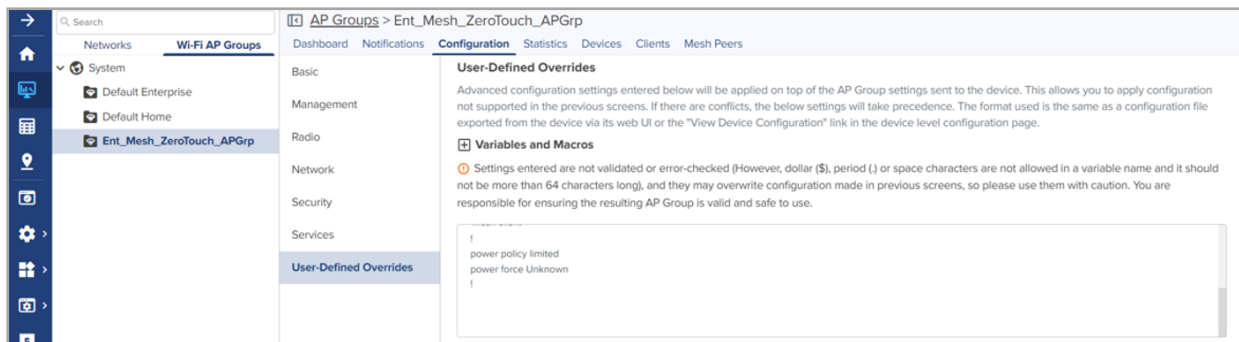 Search
Networks
Wi-Fi AP Groups
System
Default Enterprise
Default Home
Ent_Mesh_ZeroTouch_APGrp
AP Groups > Ent_Mesh_ZeroTouch_APGrp
Dashboard Notifications Configuration Statistics Devices Clients Mesh Peers
Basic
Management
Radio
Network
Security
Services
User-Defined Overrides
User-Defined Overrides
Advanced configuration settings entered below will be applied on top of the AP Group settings sent to the device. This allows you to apply configuration
not supported in the previous screens. If there are conflicts, the below settings will take precedence. The format used is the same as a configuration file
exported from the device via its web UI or the "View Device Configuration" link in the device level configuration page.
Variables and Macros
Settings entered are not validated or error-checked (However, dollar ($), period (.) or space characters are not allowed in a variable name and it should
not be more than 64 characters long), and they may overwrite configuration made in previous screens, so please use them with caution. You are
responsible for ensuring the resulting AP Group is valid and safe to use.
!
power policy limited
power force Unknown
!